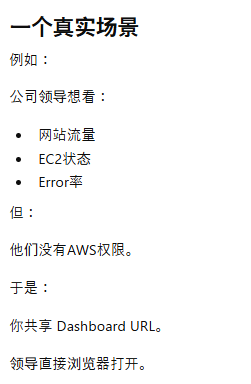 一个真实场景
例如：
公司领导想看：
• 网站流量
• EC2状态
• Error率
但：
他们没有AWS权限。
于是：
你共享 Dashboard URL。
领导直接浏览器打开。